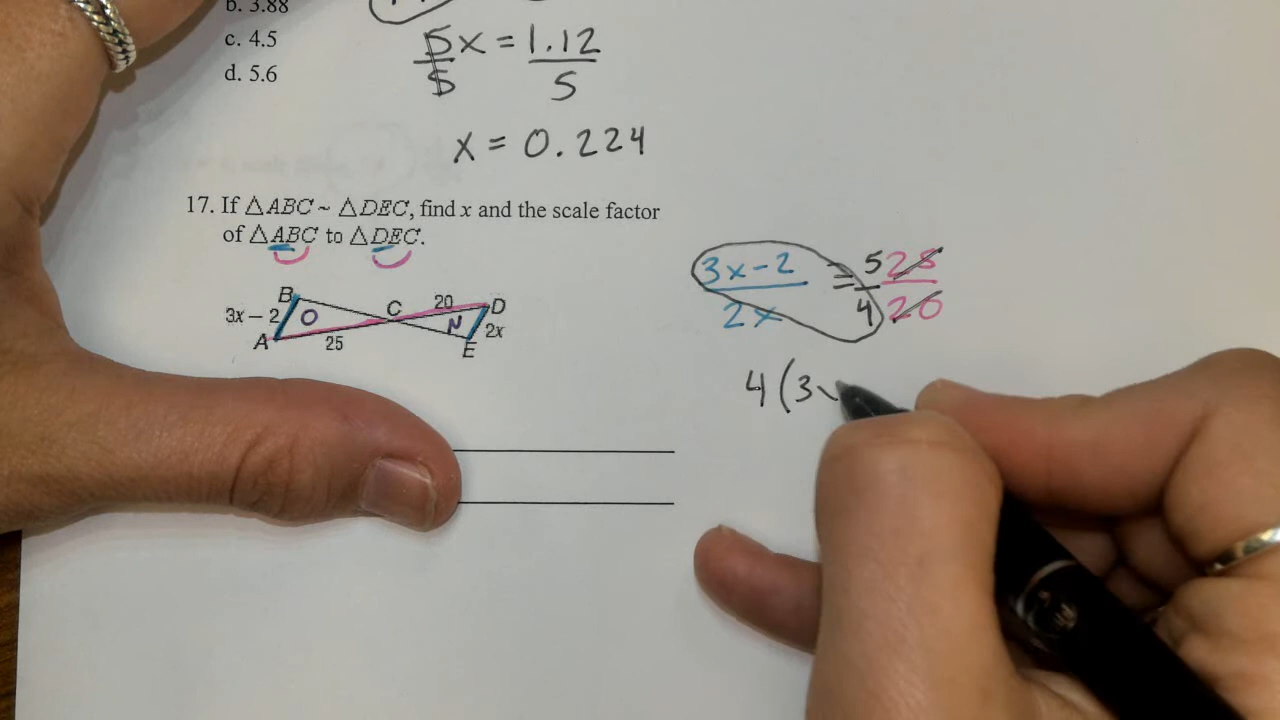 b. 3.88
c. 4.5
d. 5.6
5x = 1.12
5 5
x = 0.224
17. If △ABC ~ △DEC, find x and the scale factor
of △ABC to △DEC.
B
3x − 2
O
A
25
C
20
D
N
2x
E
3x-2 = 5 25
2x 4 20
4(3x